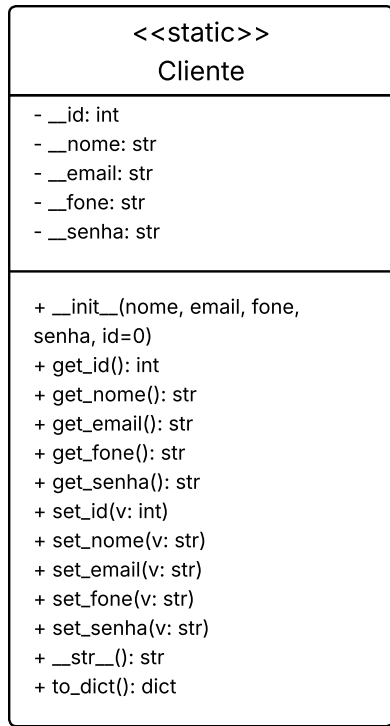 <<static>>
Cliente
- __id: int
- __nome: str
- __email: str
- __fone: str
- __senha: str
+ __init__(nome, email, fone,
senha, id=0)
+ get_id(): int
+ get_nome(): str
+ get_email(): str
+ get_fone(): str
+ get_senha(): str
+ set_id(v: int)
+ set_nome(v: str)
+ set_email(v: str)
+ set_fone(v: str)
+ set_senha(v: str)
+ __str__(): str
+ to_dict(): dict